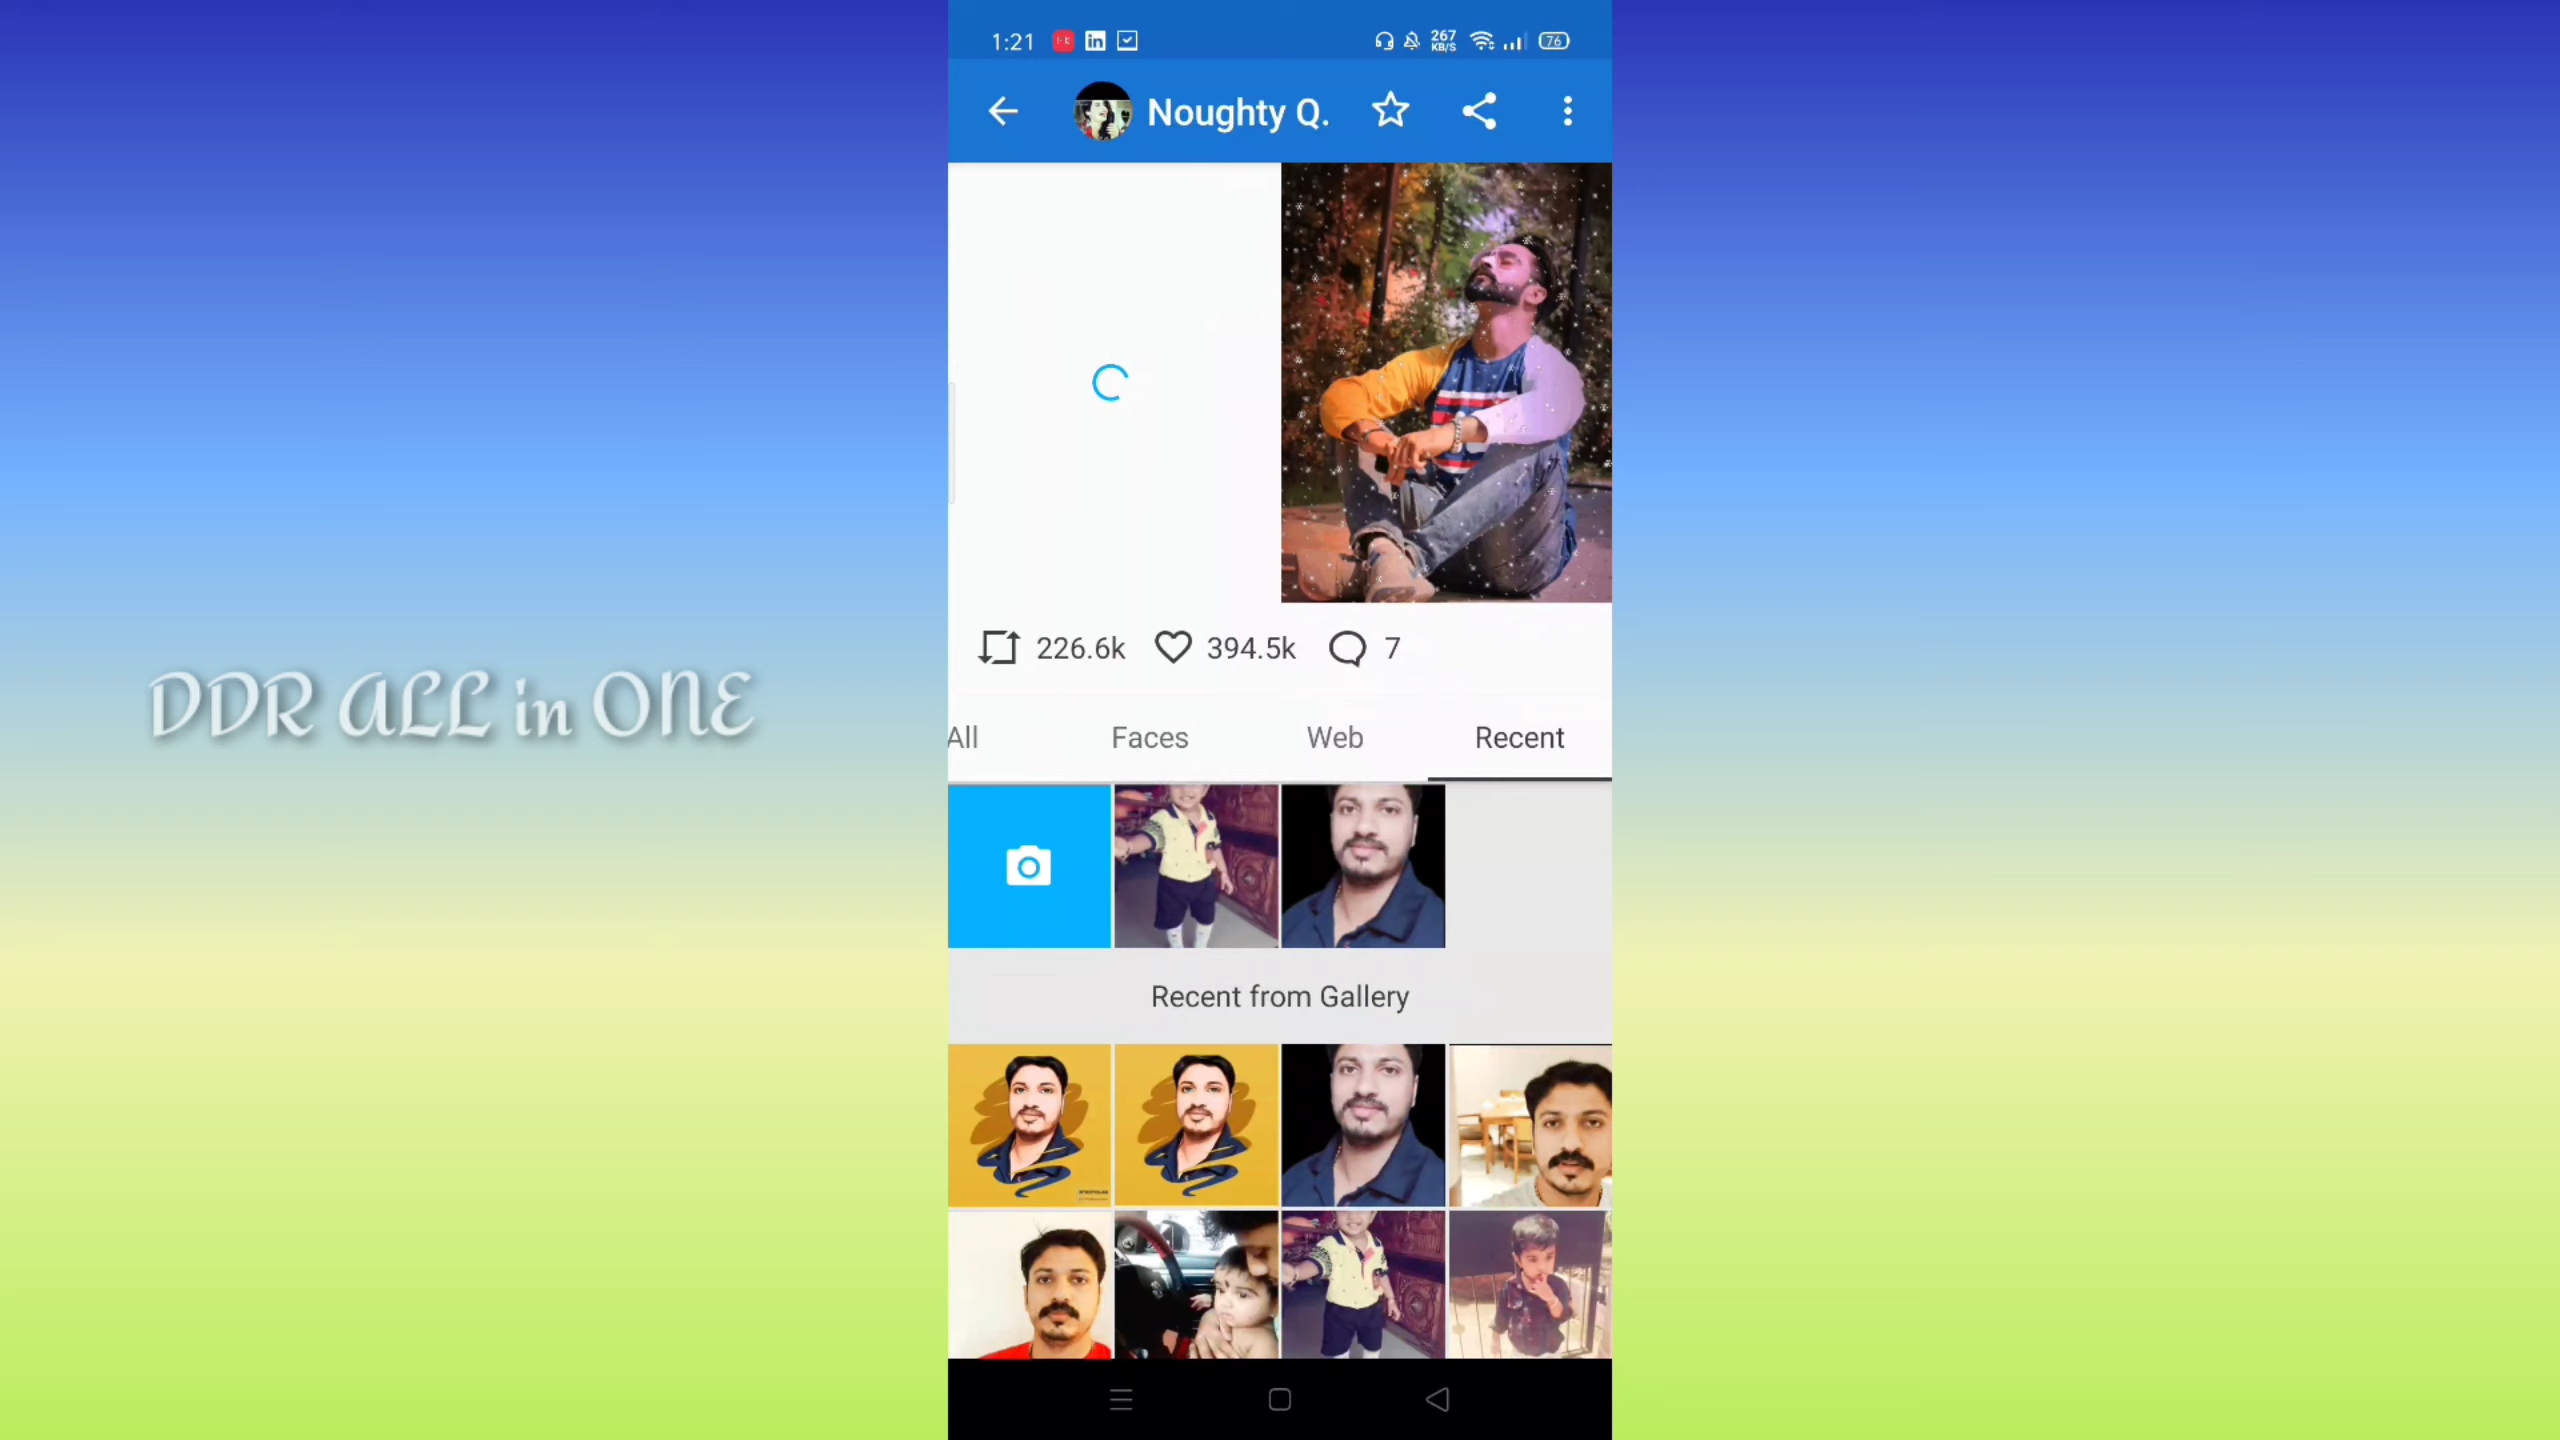 1:21
267
KB/S
76
Noughty Q.
226.6k 394.5k 7
DDR ALL in ONE
All Faces Web Recent
Recent from Gallery